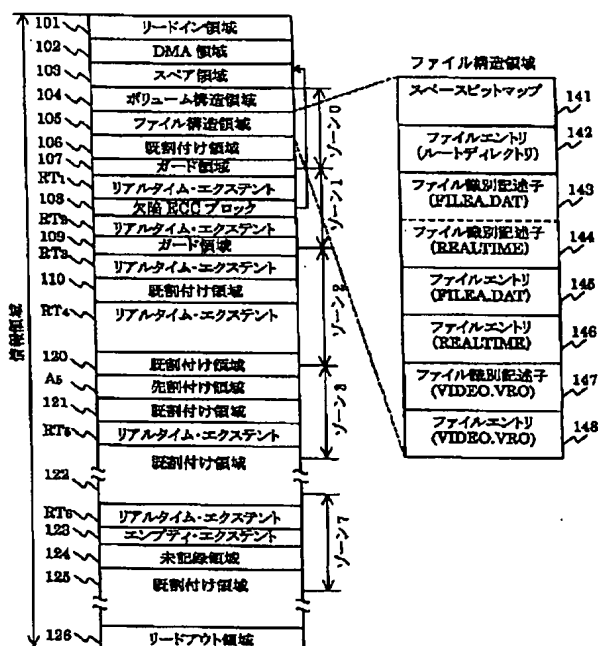 101 リードイン領域
102 DMA 領域
103 スペア領域
104 ボリューム構造領域
105 ファイル構造領域
106 既割付け領域
107 ガード領域
RT1 リアルタイム・エクステント
108 欠陥 ECC ブロック
RT2 リアルタイム・エクステント
109 ガード領域
RT3 リアルタイム・エクステント
110 既割付け領域
RT4 リアルタイム・エクステント
120 既割付け領域
A5 先割付け領域
121 既割付け領域
RT5 リアルタイム・エクステント
既割付け領域
122
RT6 リアルタイム・エクステント
123 エンプティ・エクステント
124 未記録領域
125 既割付け領域
126 リードアウト領域
情報領域
ゾーン0
ゾーン1
ゾーン2
ゾーン3
ゾーン7
ファイル構造領域
スペースビットマップ 141
ファイルエントリ 142
(ルートディレクトリ)
ファイル識別記述子 143
(FILEA.DAT)
ファイル識別記述子 144
(REALTIME)
ファイルエントリ 145
(FILEA.DAT)
ファイルエントリ 146
(REALTIME)
ファイル識別記述子 147
(VIDEO.VRO)
ファイルエントリ 148
(VIDEO.VRO)